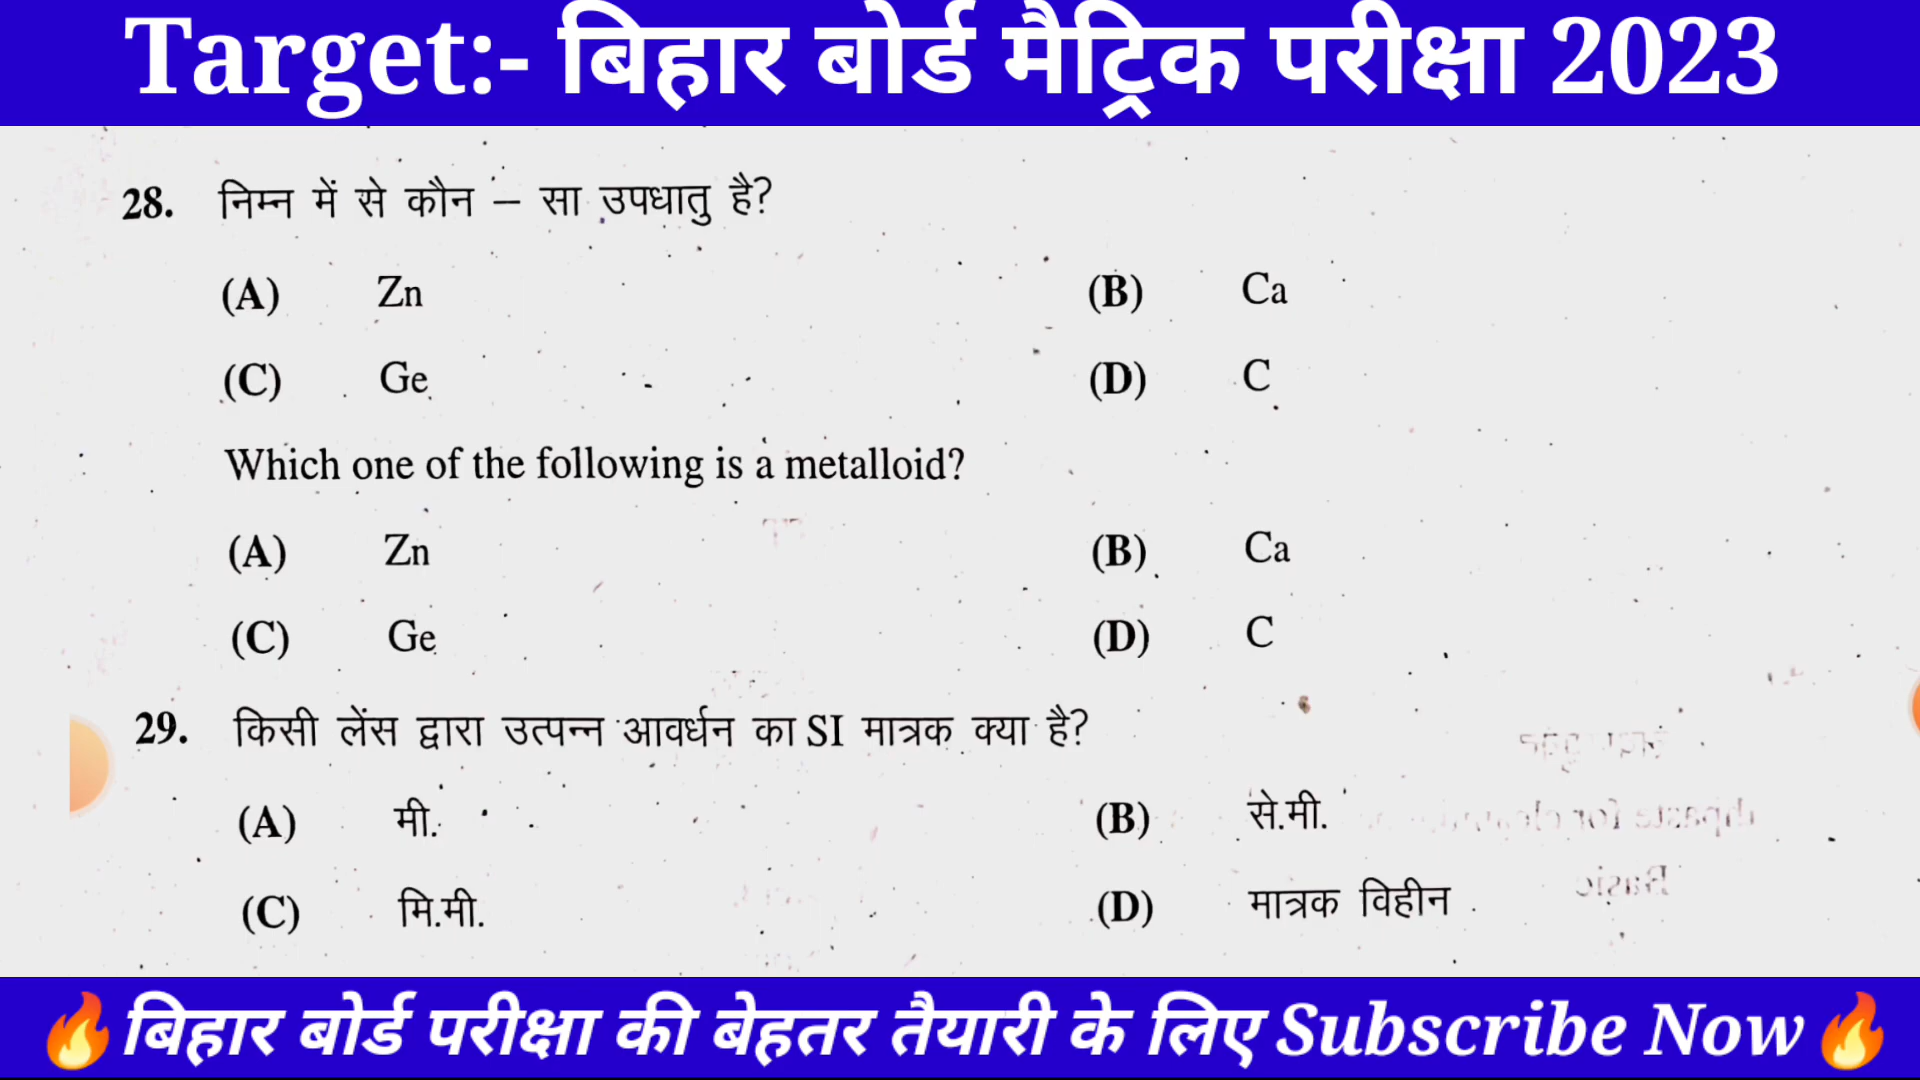 Target:- बिहार बोर्ड मैट्रिक परीक्षा 2023
28. निम्न में से कौन – सा उपधातु है?
(A) Zn (B) Ca
(C) Ge (D) C
Which one of the following is a metalloid?
(A) Zn (B) Ca
(C) Ge (D) C
29. किसी लेंस द्वारा उत्पन्न आवर्धन का SI मात्रक क्या है?
(A) मी. (B) से.मी.
(C) मि.मी. (D) मात्रक विहीन
🔥बिहार बोर्ड परीक्षा की बेहतर तैयारी के लिए Subscribe Now🔥